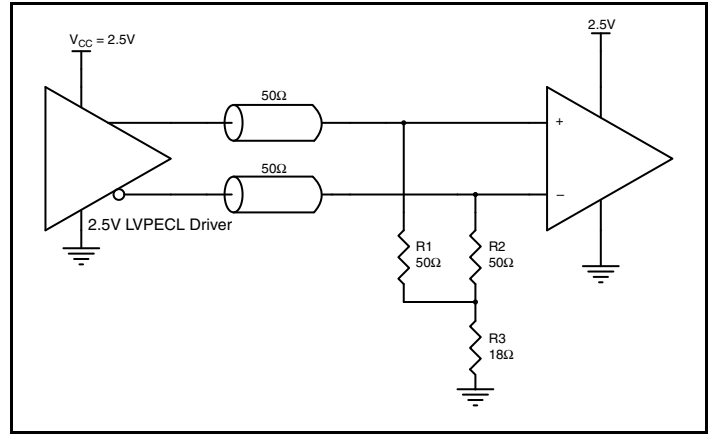 2.5V
V_CC = 2.5V
50Ω
+
50Ω
–
2.5V LVPECL Driver
R1
50Ω
R2
50Ω
R3
18Ω